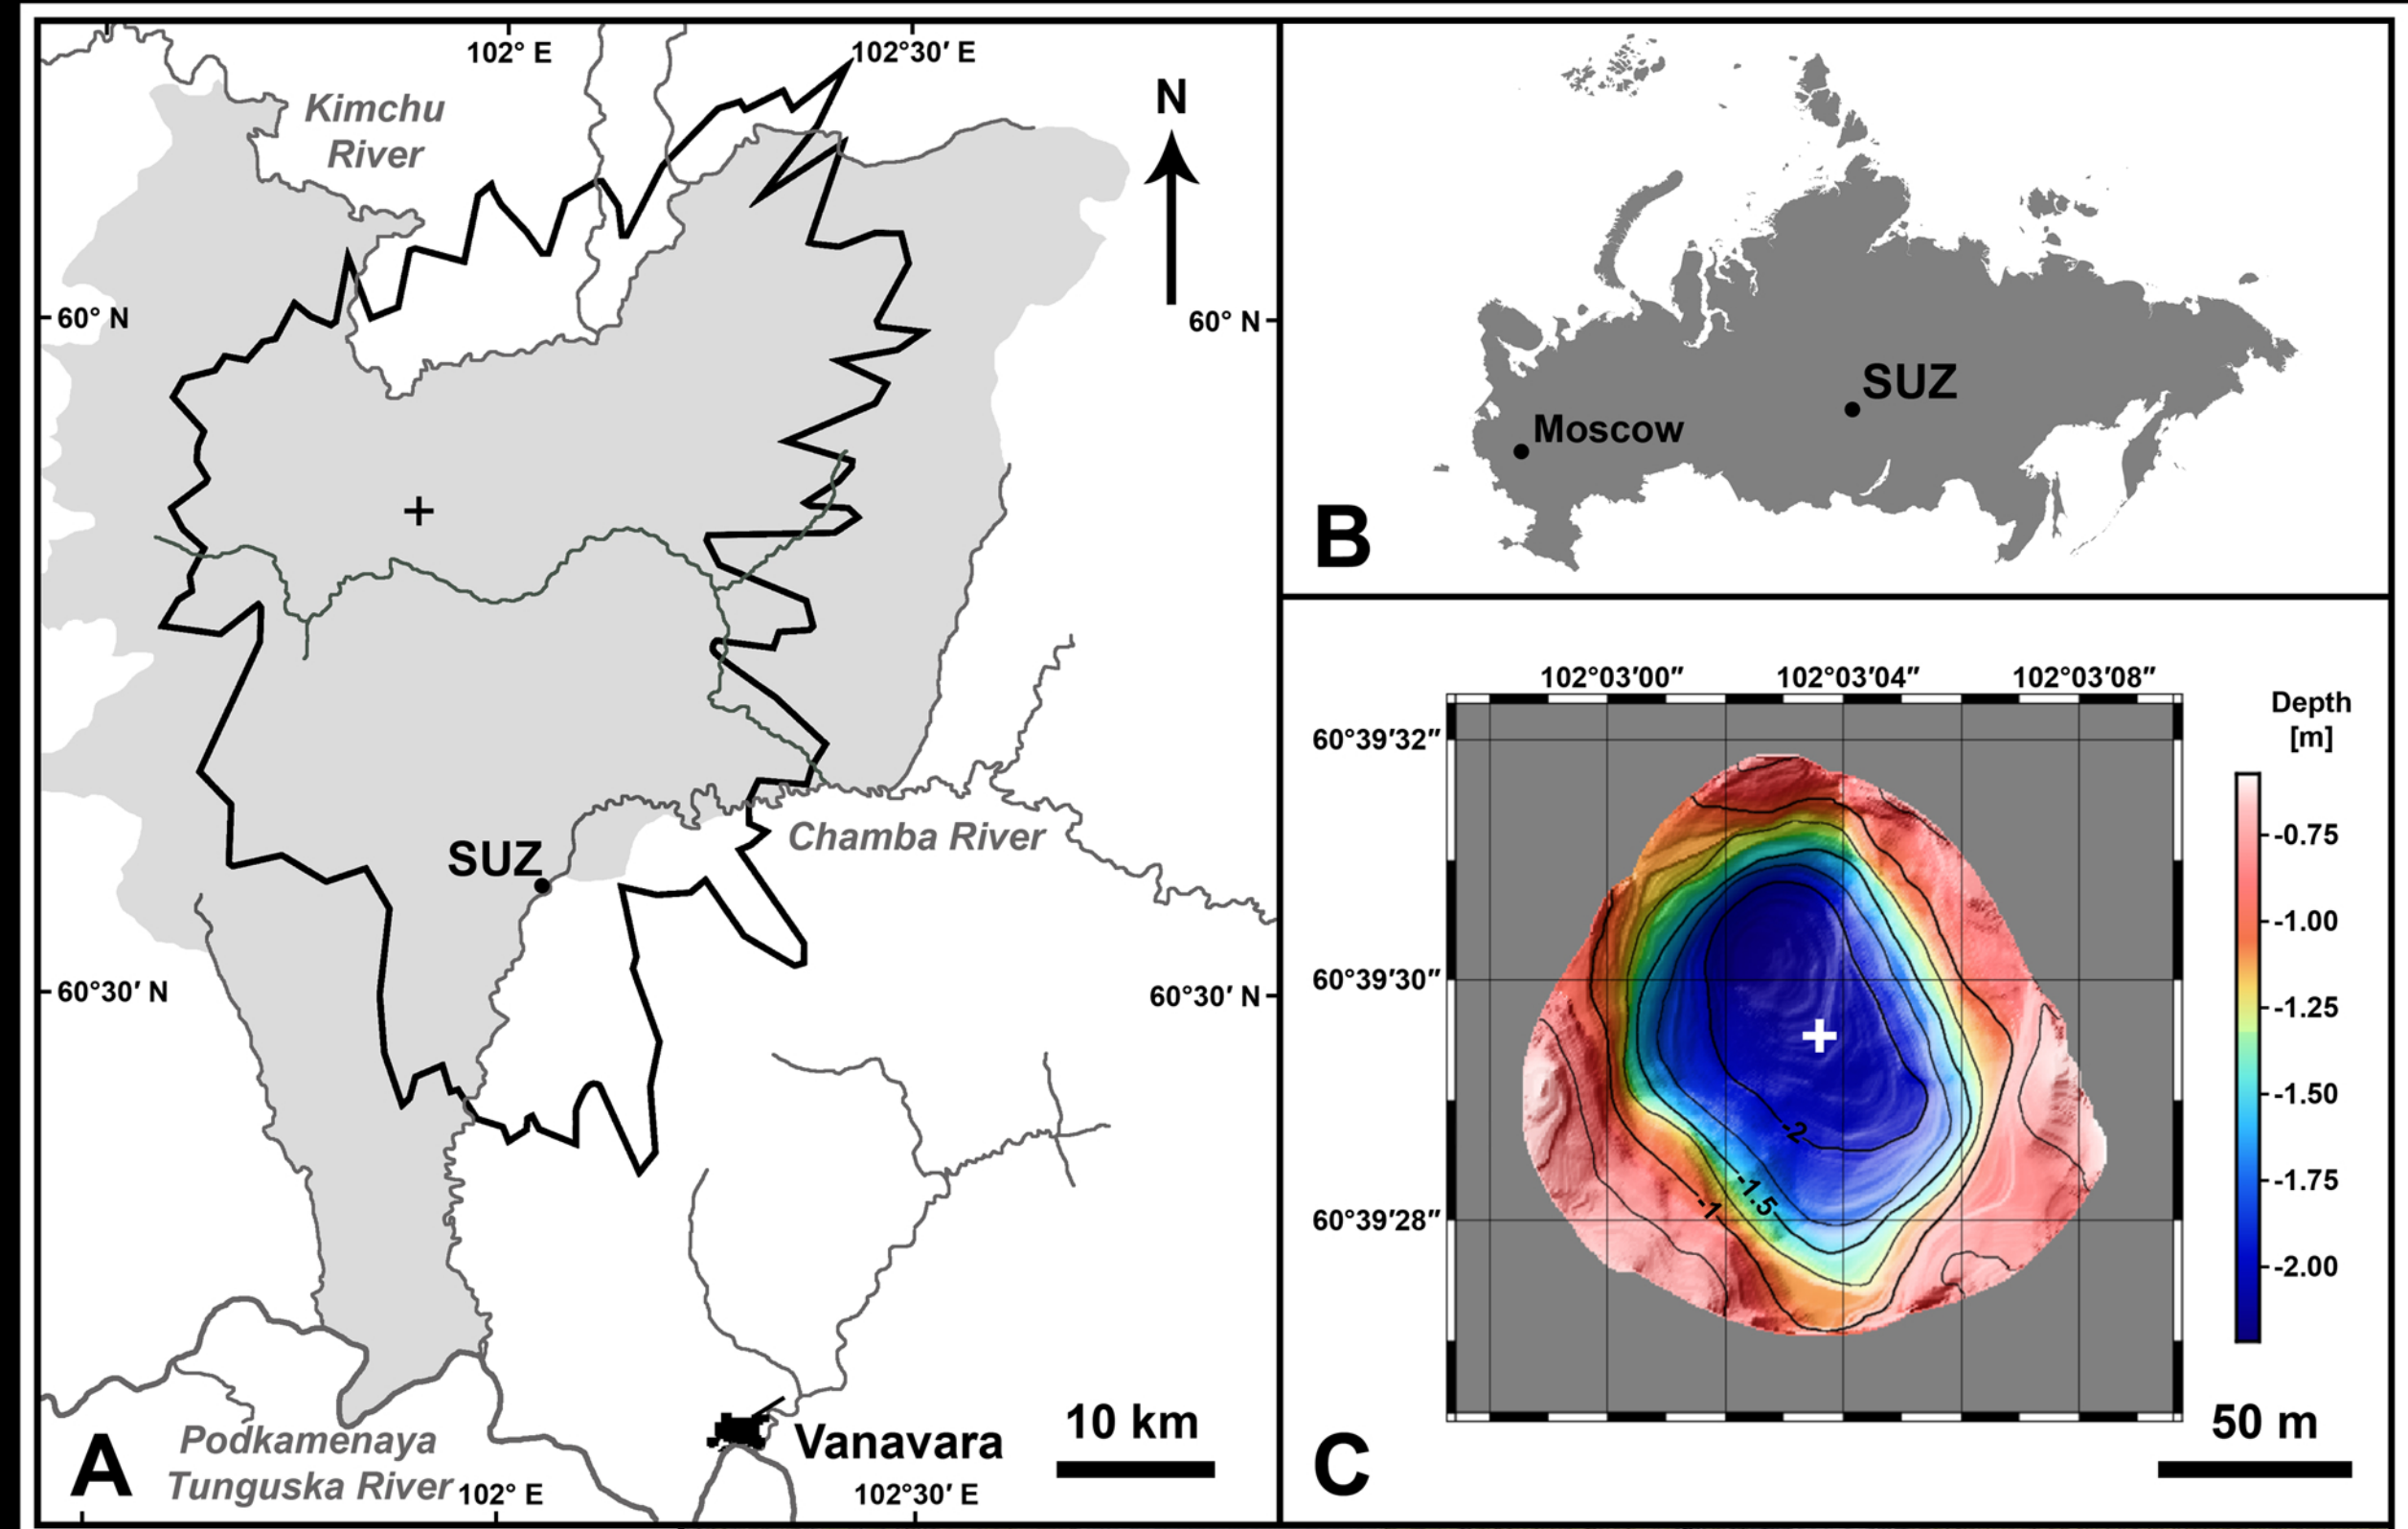 102° E
102°30′ E
Kimchu
River
N
60° N
60° N
SUZ
Chamba River
60°30′ N
60°30′ N
10 km
Vanavara
Podkamenaya
Tunguska River
102° E
102°30′ E
A
SUZ
Moscow
B
102°03′00″
102°03′04″
102°03′08″
Depth
[m]
60°39′32″
60°39′30″
60°39′28″
-0.75
-1.00
-1.25
-1.50
-1.75
-2.00
-2
-1.5
-1
50 m
C